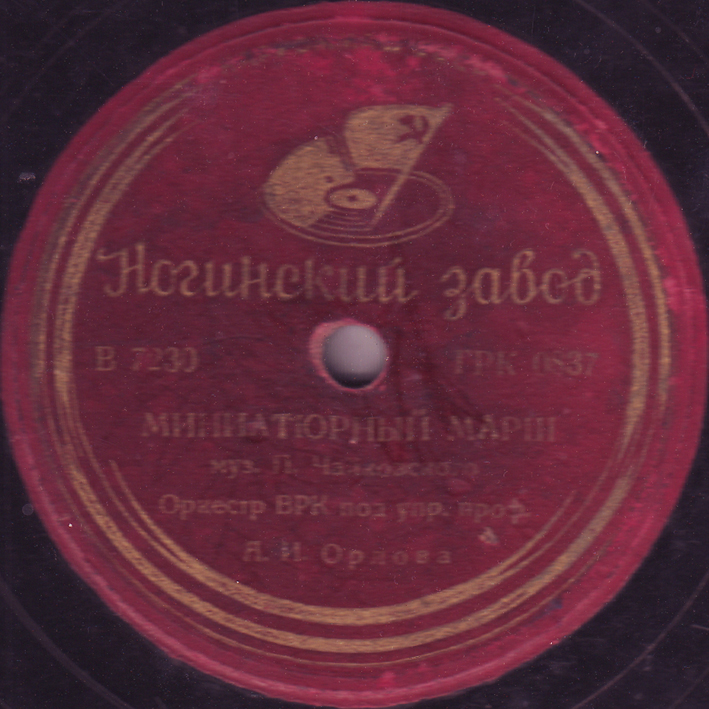 Ногинский завод
В 7230 ГРК 0837
МИНИАТЮРНЫЙ МАРШ
муз. П. Чайковского
Оркестр ВРК под упр. проф.
А. И Орлова